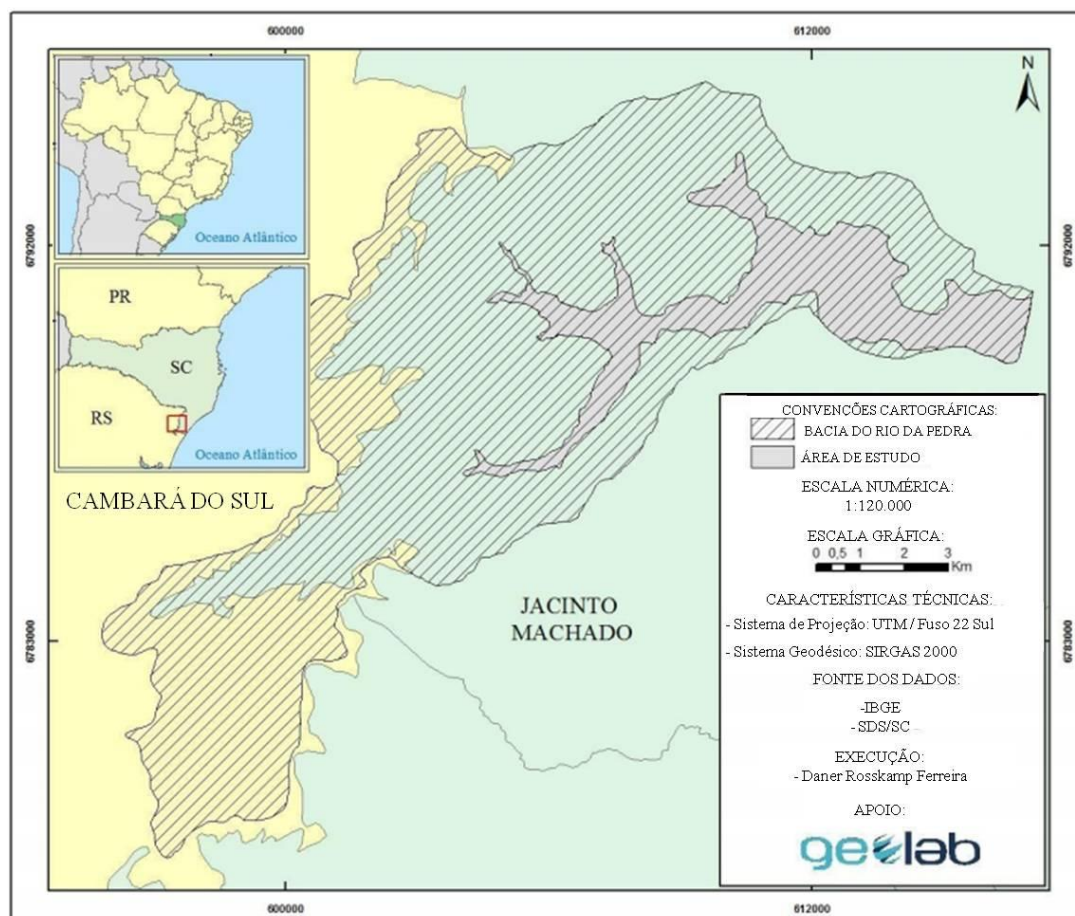 600000
612000
N
6792000
6792000
Oceano Atlântico
PR
SC
RS
Oceano Atlântico
CAMBARÁ DO SUL
JACINTO
MACHADO
6783000
6783000
CONVENCÕES CARTOGRÁFICAS:
BACIA DO RIO DA PEDRA
ÁREA DE ESTUDO
ESCALA NUMÉRICA:
1:120.000
ESCALA GRÁFICA:
0 0,5 1 2 3
Km
CARACTERÍSTICAS TÉCNICAS:
- Sistema de Projeção: UTM / Fuso 22 Sul
- Sistema Geodésico: SIRGAS 2000
FONTE DOS DADOS:
-IBGE
- SDS/SC
EXECUÇÃO:
- Daner Rosskamp Ferreira
APOIO:
geolab
600000
612000